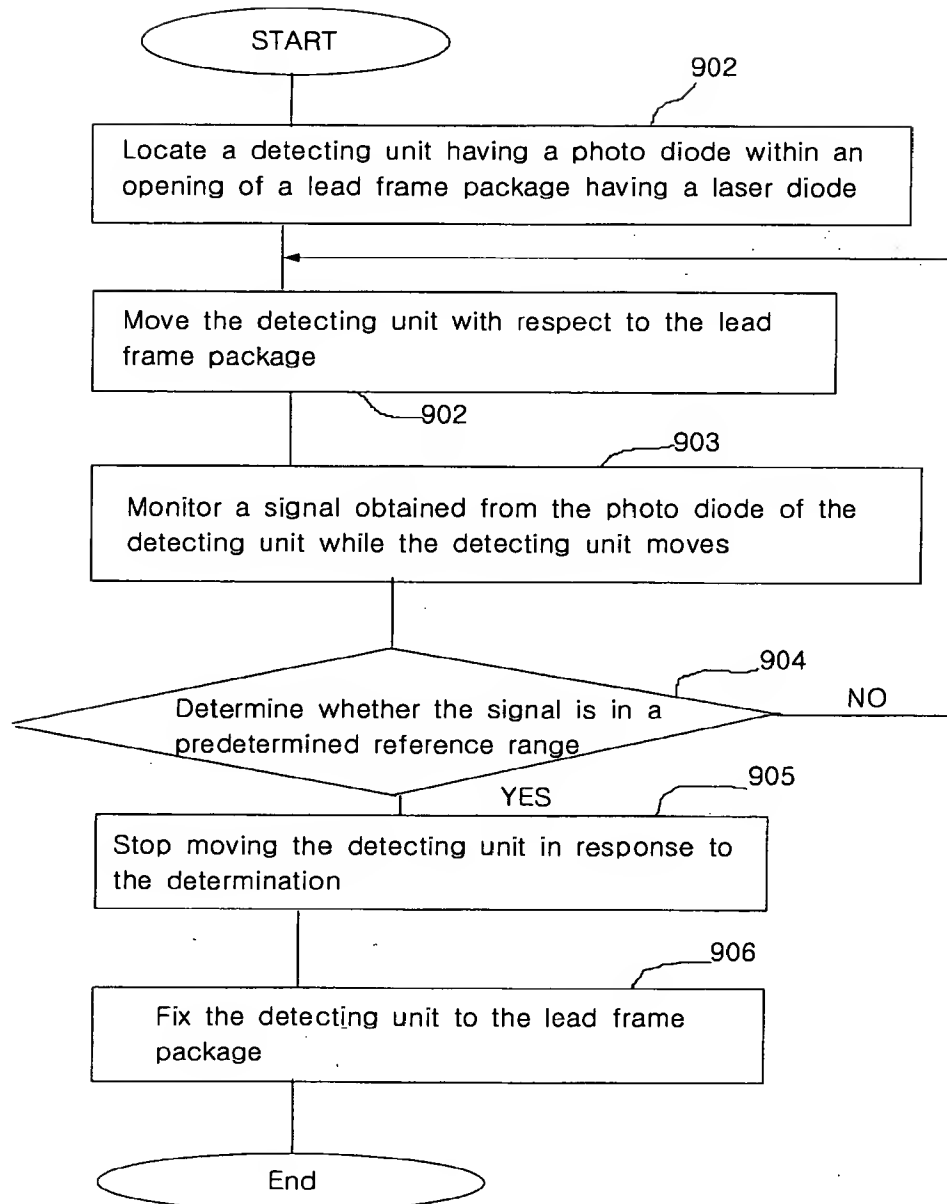 START
902
Locate a detecting unit having a photo diode within an
opening of a lead frame package having a laser diode
Move the detecting unit with respect to the lead
frame package
902
903
Monitor a signal obtained from the photo diode of the
detecting unit while the detecting unit moves
904
Determine whether the signal is in a
predetermined reference range
NO
YES
905
Stop moving the detecting unit in response to
the determination
906
Fix the detecting unit to the lead frame
package
End